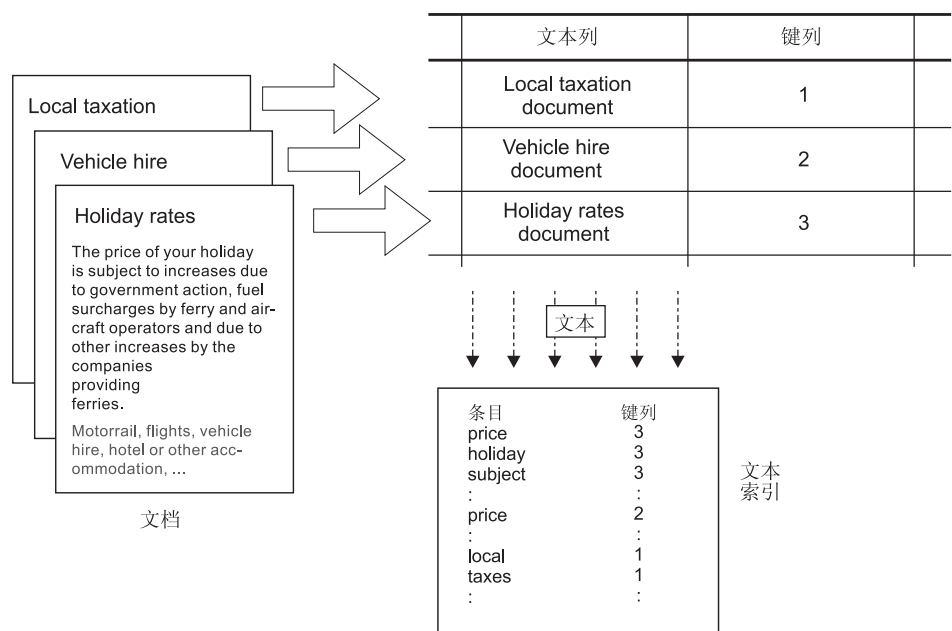 Local taxation
Vehicle hire
Holiday rates
The price of your holiday
is subject to increases due
to government action, fuel
surcharges by ferry and air-
craft operators and due to
other increases by the
companies
providing
ferries.
Motorrail, flights, vehicle
hire, hotel or other acc-
ommodation, ...
文档
文本列 键列
Local taxation
document 1
Vehicle hire
document 2
Holiday rates
document 3
文本
条目 键列
price 3
holiday 3
subject 3
: :
price 2
: :
local 1
taxes 1
: :
文本
索引